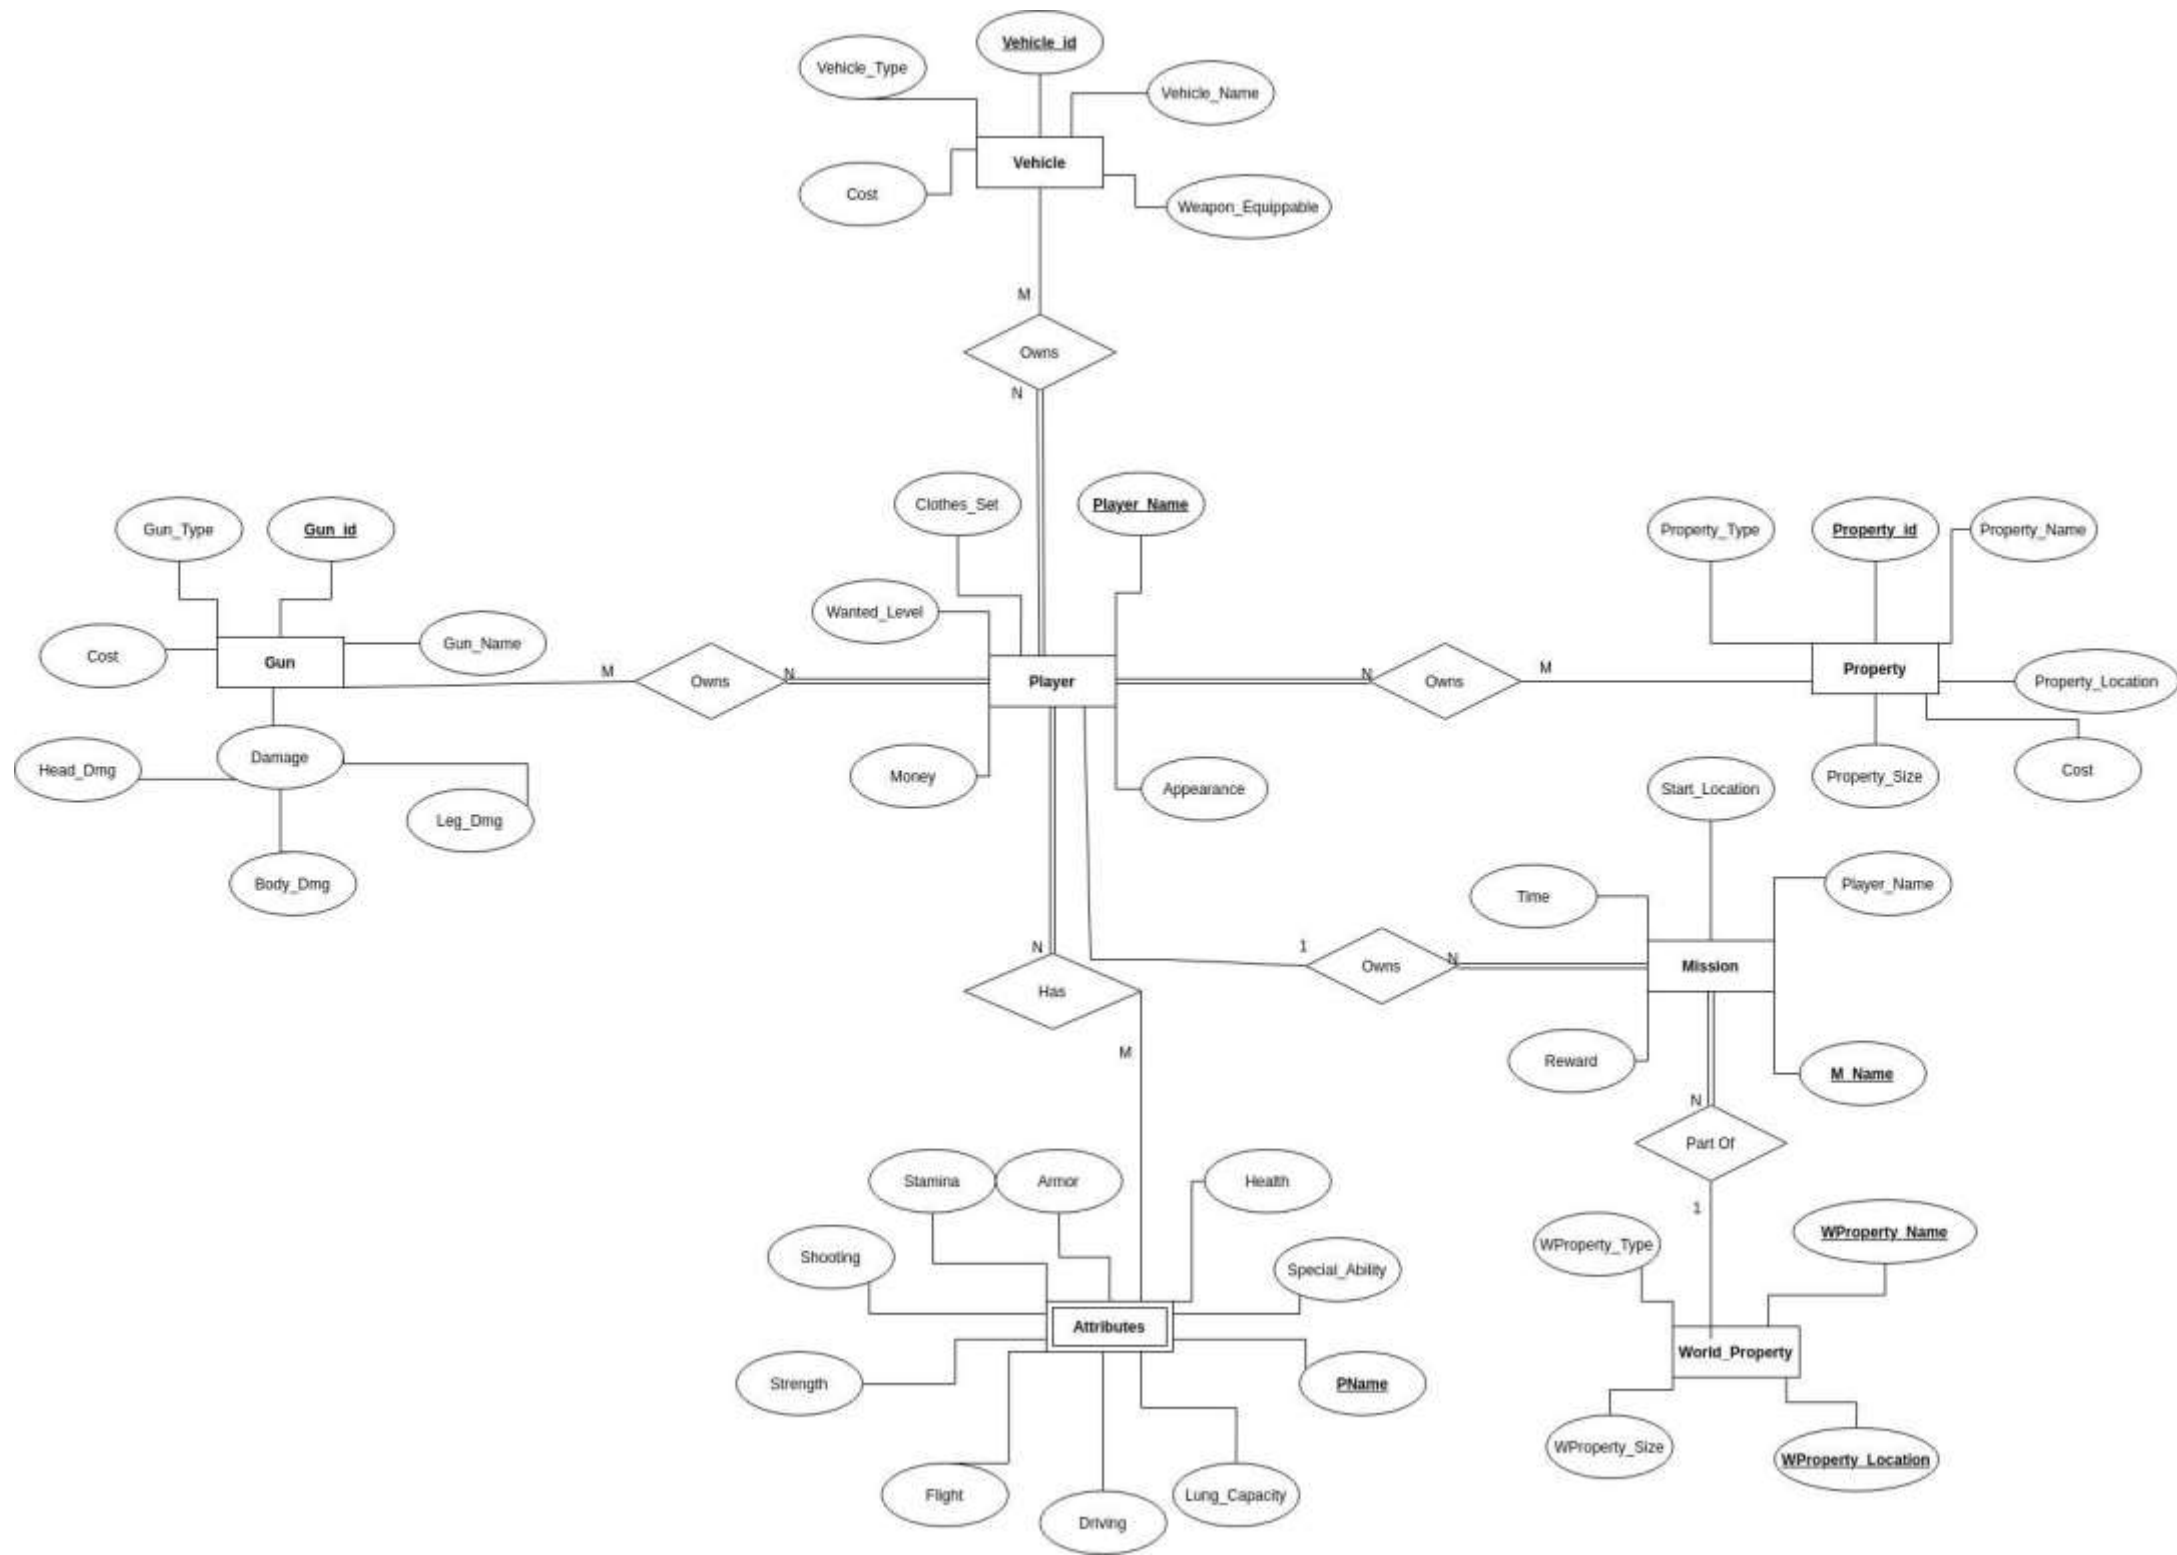 Vehicle_id
Vehicle_Type
Vehicle_Name
Vehicle
Cost
Weapon_Equippable
M
Owns
N
Clothes_Set
Player_Name
Gun_Type
Gun_id
Property_Type
Property_id
Property_Name
Wanted_Level
Cost
Gun_Name
Gun
M
Owns
N
Player
N
Owns
M
Property
Property_Location
Damage
Head_Dmg
Leg_Dmg
Body_Dmg
Money
Appearance
Start_Location
Property_Size
Cost
Time
Player_Name
N
Has
M
1
Owns
N
Mission
Reward
M_Name
N
Part Of
1
Stamina
Armor
Health
Shooting
Special_Ability
Attributes
Strength
PName
Flight
Driving
Lung_Capacity
WProperty_Type
WProperty_Name
World_Property
WProperty_Size
WProperty_Location